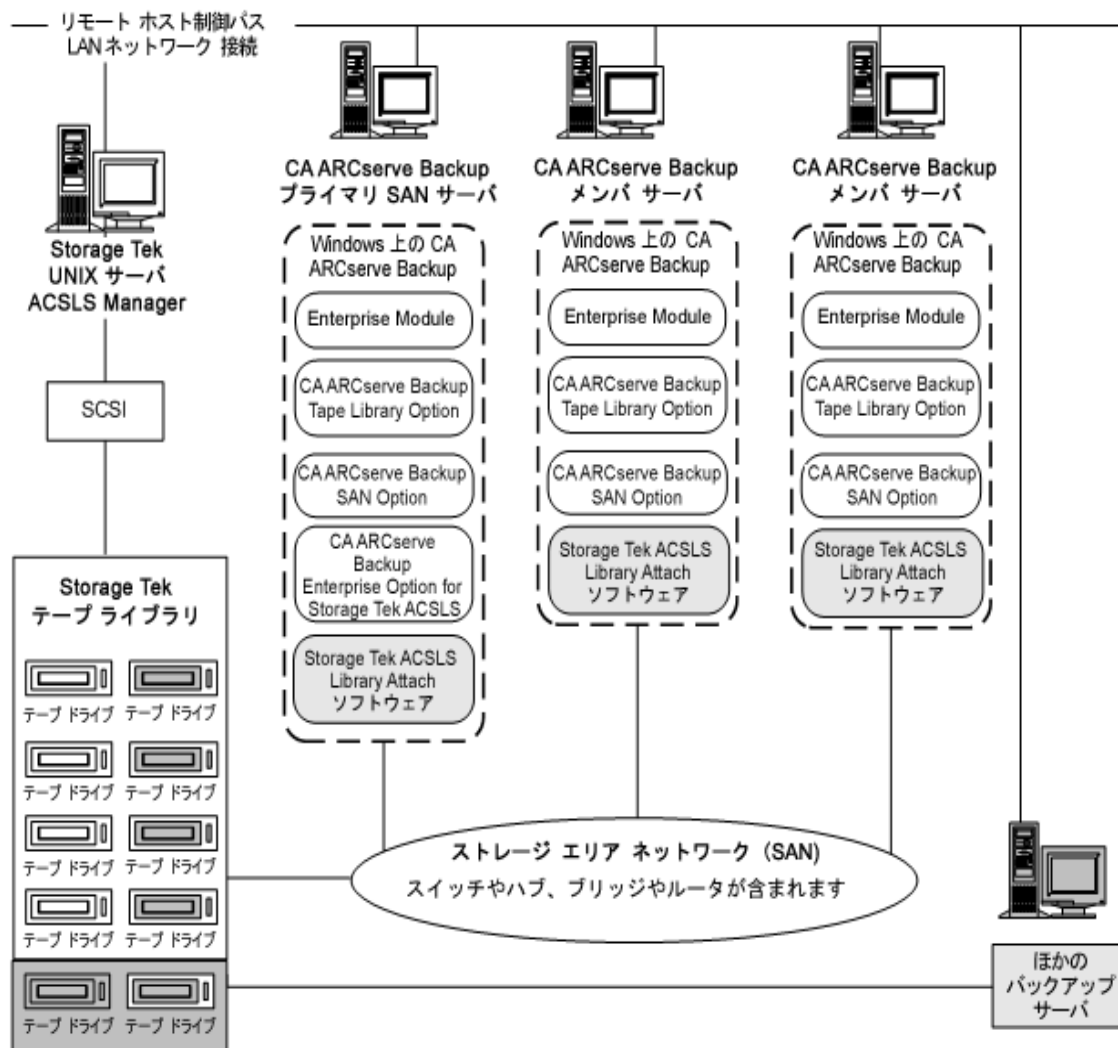 リモート ホスト制御パス
LANネットワーク 接続
Storage Tek
UNIX サーバ
ACSLS Manager
SCSI
Storage Tek
テープ ライブラリ
テープ ドライブ テープ ドライブ
テープ ドライブ テープ ドライブ
テープ ドライブ テープ ドライブ
テープ ドライブ テープ ドライブ
テープ ドライブ テープ ドライブ
CA ARCserve Backup
プライマリ SAN サーバ
Windows 上の CA
ARCserve Backup
Enterprise Module
CA ARCserve Backup
Tape Library Option
CA ARCserve Backup
SAN Option
CA ARCserve
Backup
Enterprise Option for
Storage Tek ACSLS
Storage Tek ACSLS
Library Attach
ソフトウェア
CA ARCserve Backup
メンバ サーバ
Windows 上の CA
ARCserve Backup
Enterprise Module
CA ARCserve Backup
Tape Library Option
CA ARCserve Backup
SAN Option
Storage Tek ACSLS
Library Attach
ソフトウェア
CA ARCserve Backup
メンバ サーバ
Windows 上の CA
ARCserve Backup
Enterprise Module
CA ARCserve Backup
Tape Library Option
CA ARCserve Backup
SAN Option
Storage Tek ACSLS
Library Attach
ソフトウェア
ストレージ エリア ネットワーク (SAN)
スイッチやハブ、ブリッジやルータが含まれます
ほかの
バックアップ
サーバ